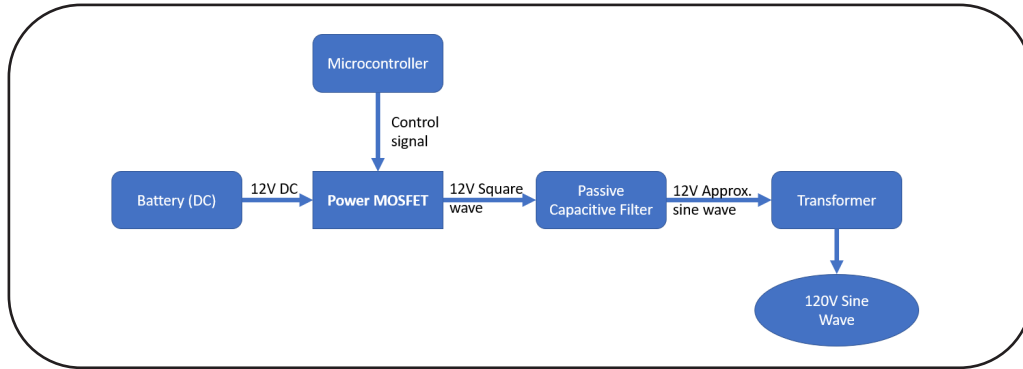 Microcontroller
Control
signal
Battery (DC)
12V DC
Power MOSFET
12V Square
wave
Passive
Capacitive Filter
12V Approx.
sine wave
Transformer
120V Sine
Wave